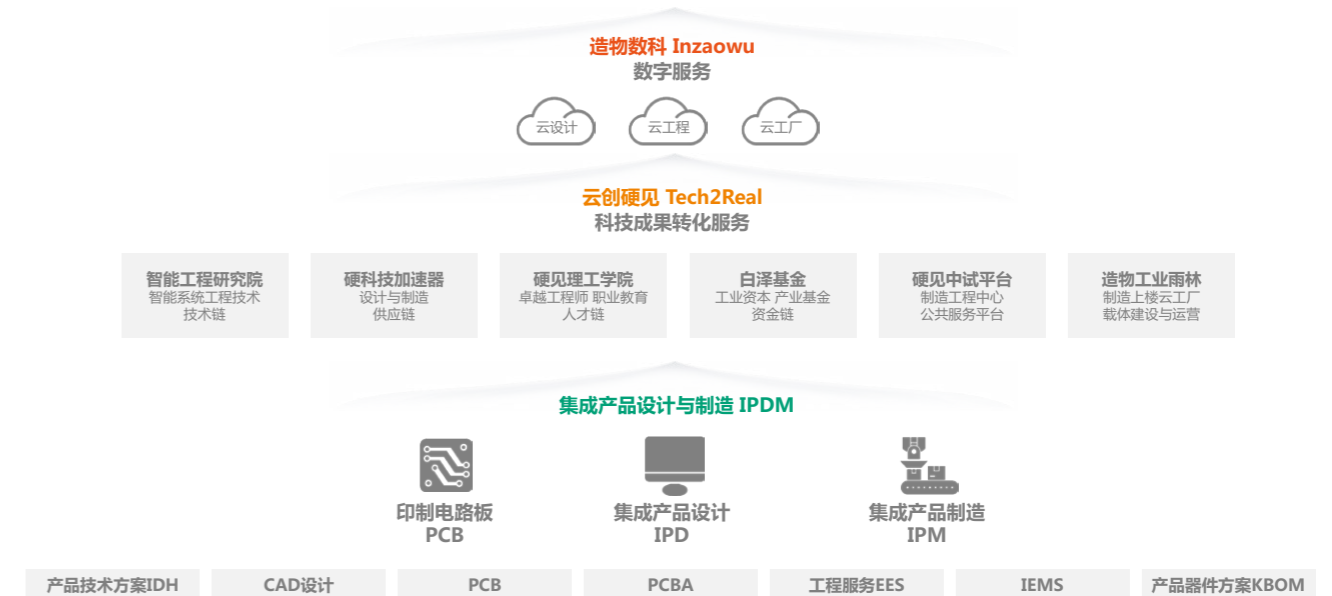 造物数科 Inzaowu
数字服务
云设计 云工程 云工厂
云创硬见 Tech2Real
科技成果转化服务
智能工程研究院
智能系统工程技术
技术链
硬科技加速器
设计与制造
供应链
硬见理工学院
卓越工程师 职业教育
人才链
白泽基金
工业资本 产业基金
资金链
硬见中试平台
制造工程中心
公共服务平台
造物工业雨林
制造上楼云工厂
载体建设与运营
集成产品设计与制造 IPDM
印制电路板
PCB
集成产品设计
IPD
集成产品制造
IPM
产品技术方案IDH CAD设计 PCB PCBA 工程服务EES IEMS 产品器件方案KBOM